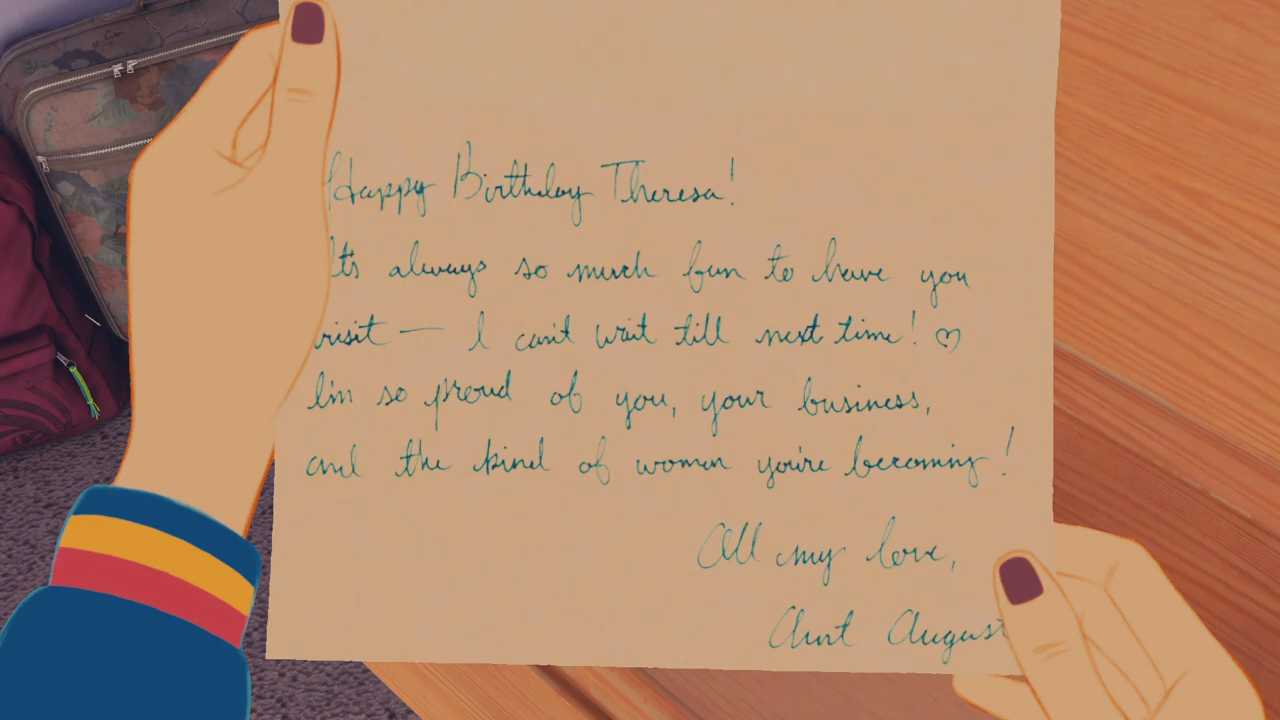 Happy Birthday Theresa!
It's always so much fun to have you
visit — I can't wait till next time! ♡
I'm so proud of you, your business,
and the kind of woman you're becoming!
All my love,
Aunt August